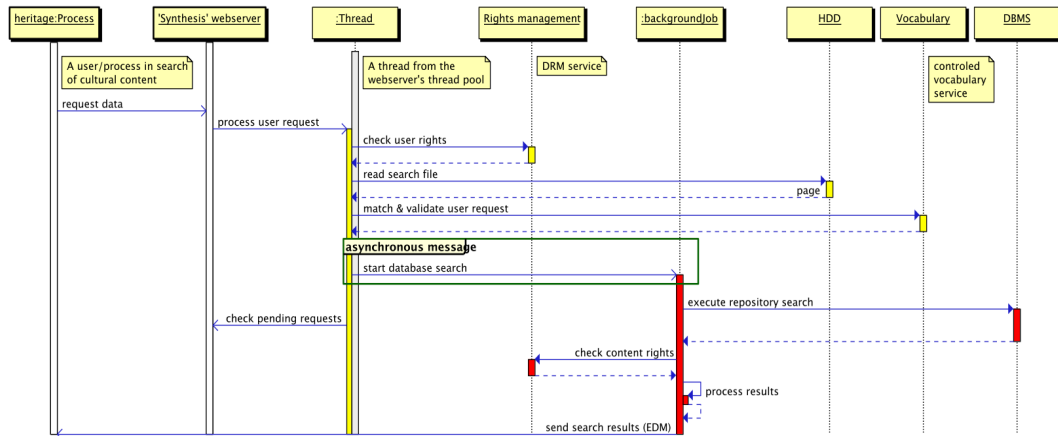 heritage:Process
'Synthesis' webserver
:Thread
Rights management
:backgroundJob
HDD
Vocabulary
DBMS
A user/process in search
of cultural content
A thread from the
webserver's thread pool
DRM service
controled
vocabulary
service
request data
process user request
check user rights
read search file
page
match & validate user request
asynchronous message
start database search
execute repository search
check pending requests
check content rights
process results
send search results (EDM)